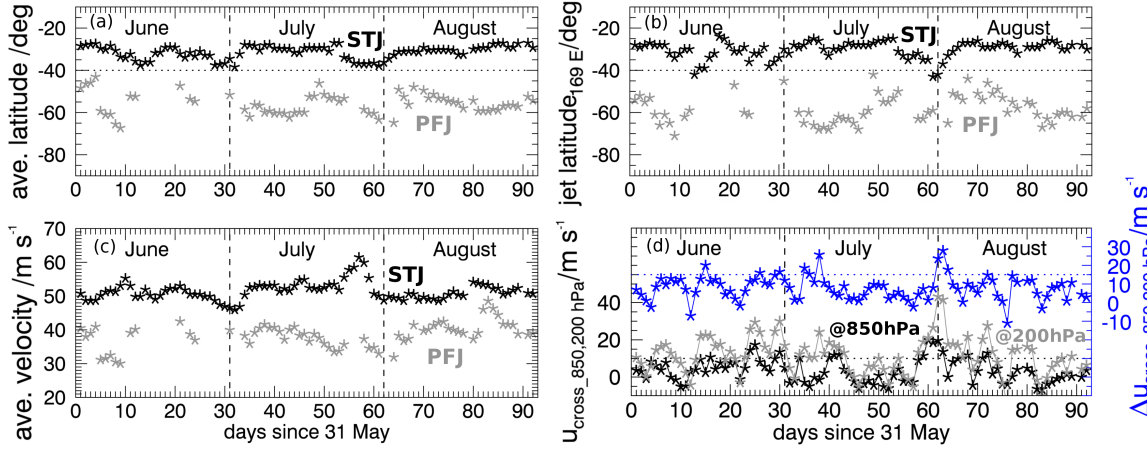 (a) June July August
STJ
PFJ
ave. latitude /deg
-20
-40
-60
-80
0 10 20 30 40 50 60 70 80 90
(b) June July August
STJ
PFJ
jet latitude 169 E/deg
-20
-40
-60
-80
0 10 20 30 40 50 60 70 80 90
(c) June July August
STJ
PFJ
ave. velocity /m s-1
70
60
50
40
30
20
0 10 20 30 40 50 60 70 80 90
days since 31 May
(d) June July August
@850hPa
@200hPa
ucross_850,200 hPa/m s-1
40
20
0
30
20
10
0
-10
/m s-1
0 10 20 30 40 50 60 70 80 90
days since 31 May